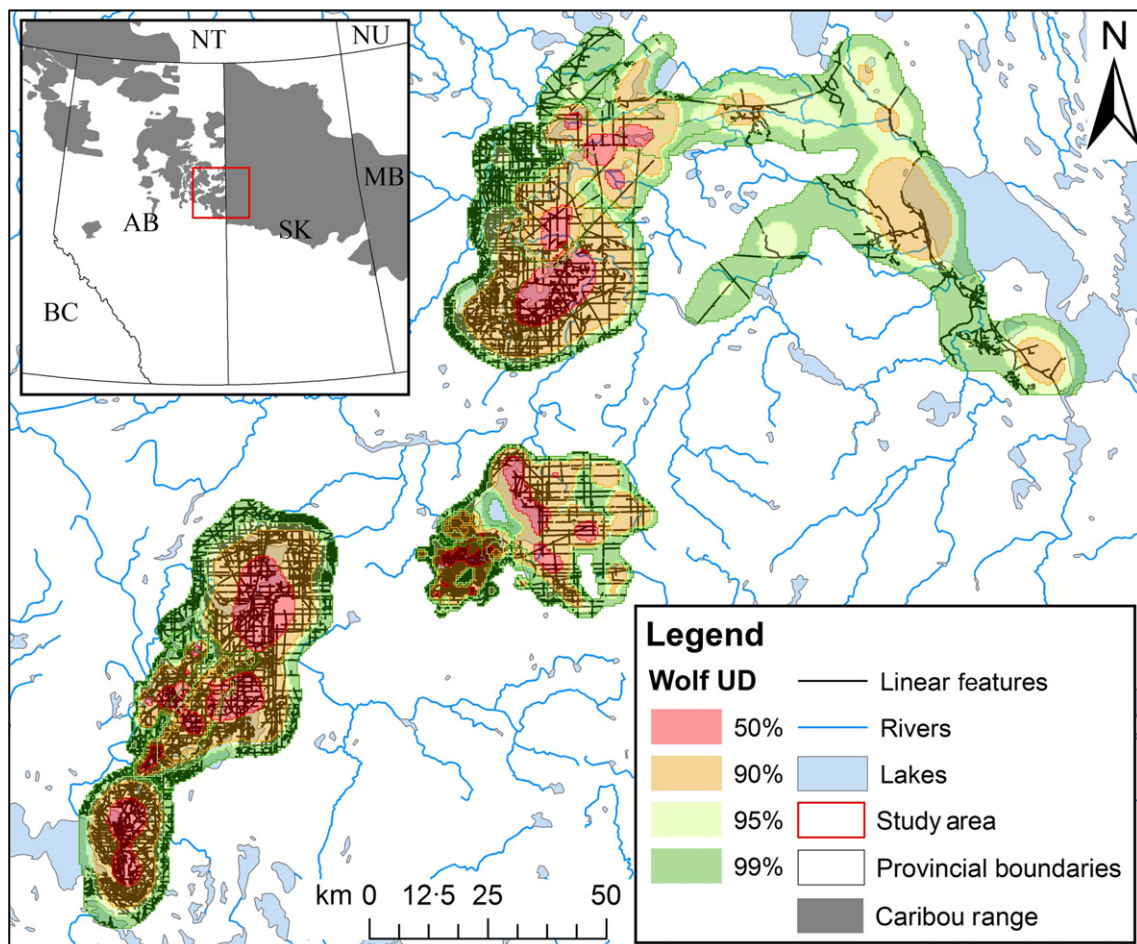 NT
NU
N
MB
AB
SK
BC
Legend
Wolf UD
Linear features
50%
Rivers
90%
Lakes
95%
Study area
99%
Provincial boundaries
Caribou range
km 0 12·5 25 50